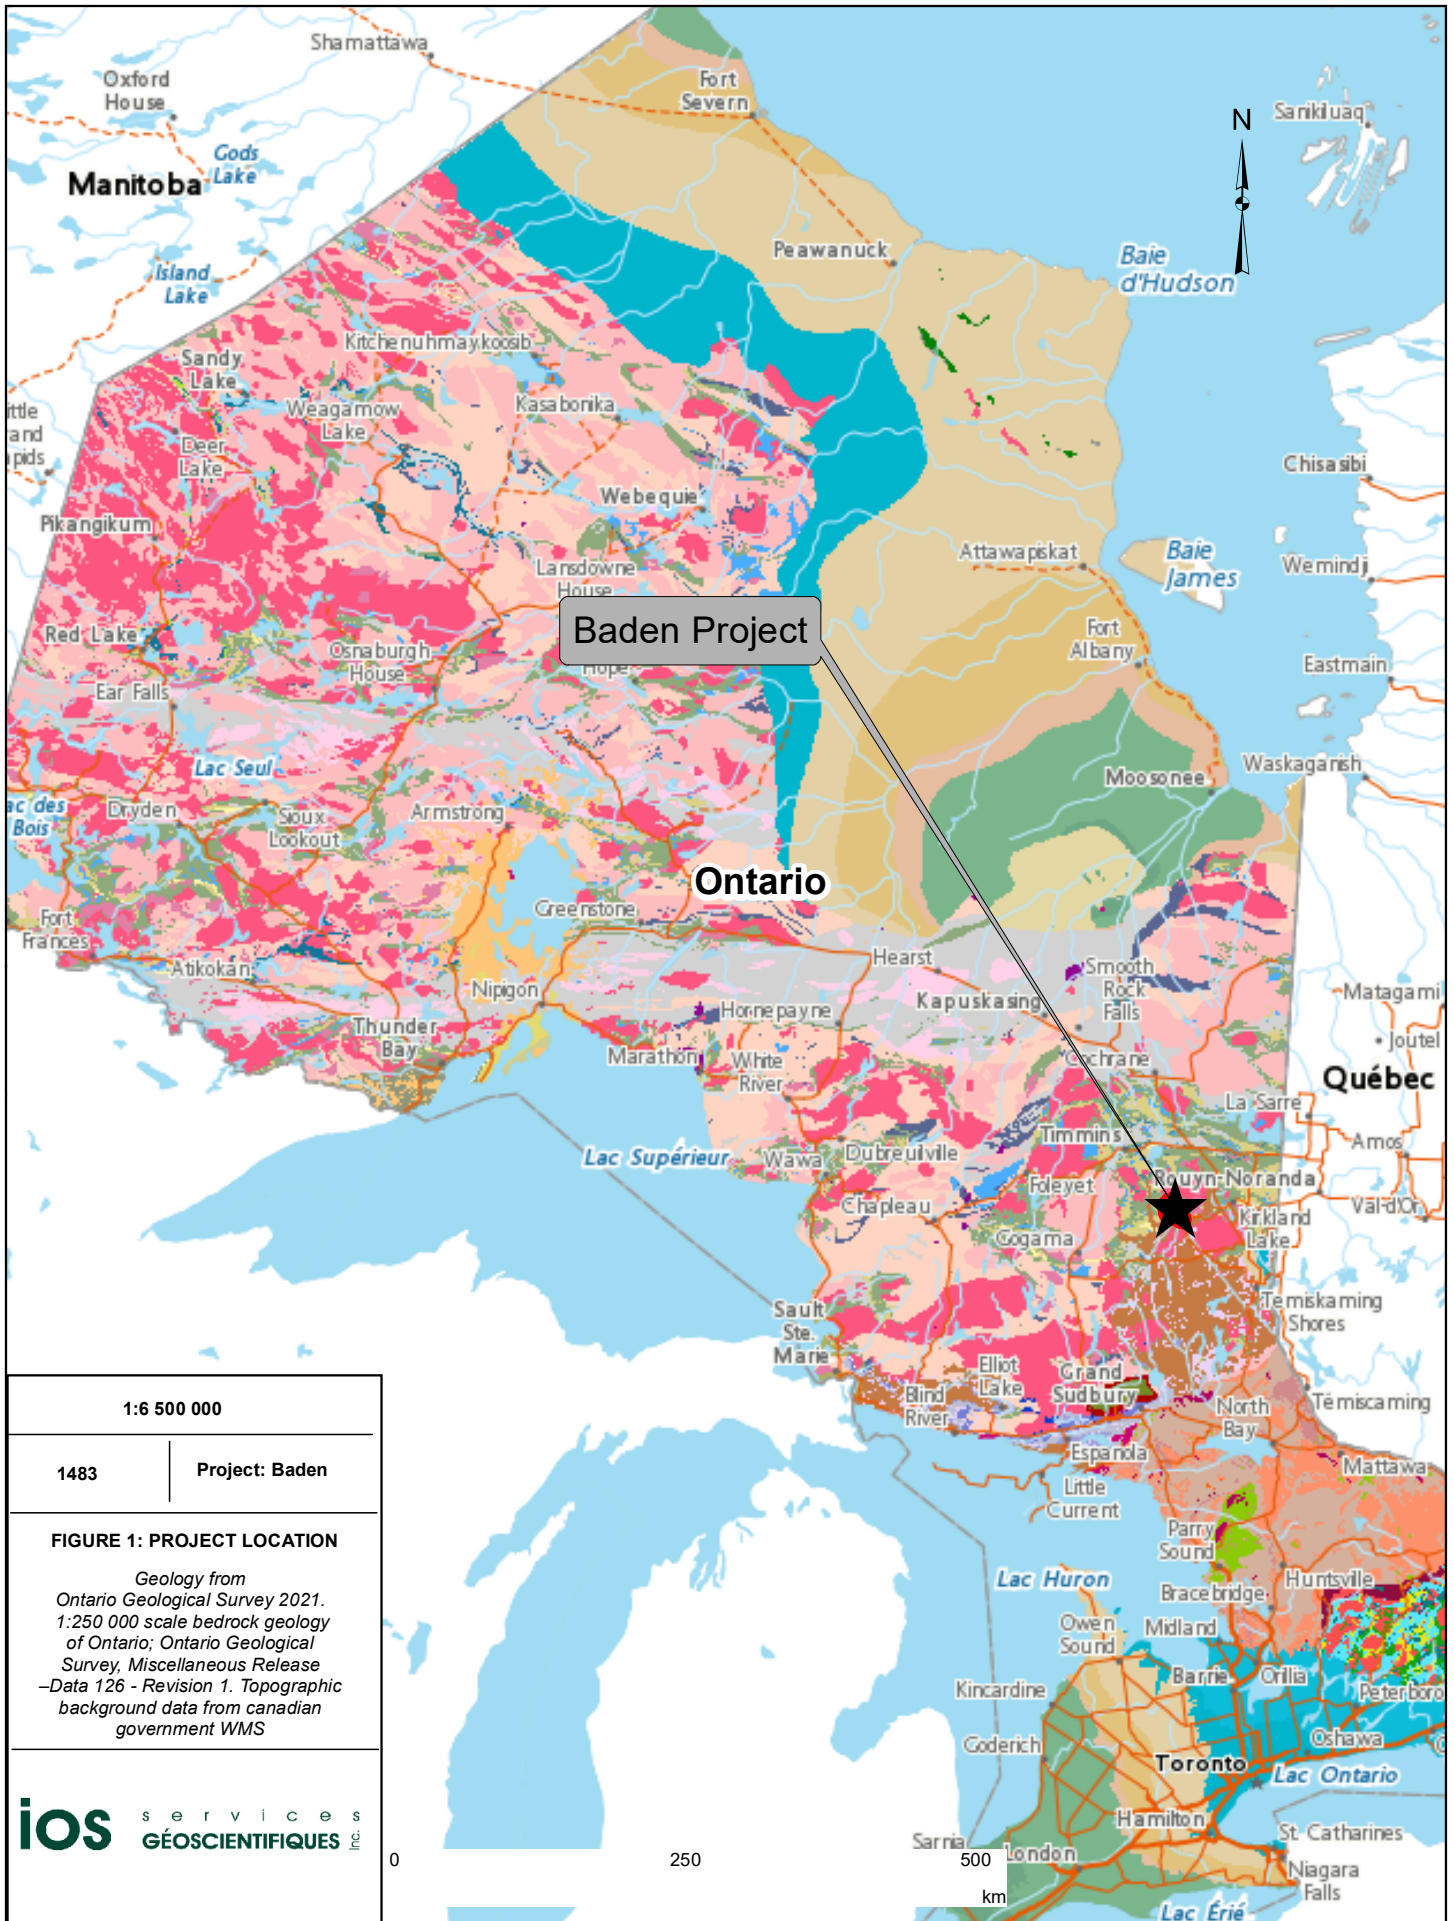 Shamattawa
Oxford
House
Gods
Lake
Manitoba
Island
Lake
Fort
Severn
N
Sanikiluaq
Peawanuck
Baie
d'Hudson
Kitchenuhmaykoosib
Sandy
Lake
Weagamow
Lake
Kasabonika
Deer
Lake
Chisasibi
Webequie
Pikangikum
Attawapiskat
Baie
James
Wemindji
Lansdowne
House
Baden Project
Red Lake
Osnaburgh
House
Hope
Fort
Albany
Eastmain
Ear Falls
Lac Seul
Waskaganish
Moosonee
ac des
Bois
Dryden
Sioux
Lookout
Armstrong
Ontario
Fort
Frances
Greenstone
Atikokan
Hearst
Smooth
Rock
Falls
Nipigon
Kapuskasing
Matagami
Hornepayne
Thunder
Bay
Marathon
White
River
Cochrane
Joutel
Québec
La Sarre
Timmins
Amos
Lac Supérieur
Wawa
Dubreuilville
Rouyn-Noranda
Foleyet
Val-d'Or
Chapleau
Kirkland
Lake
Gogama
Temiskaming
Shores
Sault
Ste.
Marie
Elliot
Lake
Grand
Sudbury
Blind
River
North
Bay
Témiscaming
Espanola
Mattawa
Little
Current
Parry
Sound
Lac Huron
Huntsville
Bracebridge
Owen
Sound
Midland
Barrie
Orillia
Kincardine
Peterboro
Goderich
Oshawa
Toronto
Lac Ontario
Hamilton
St. Catharines
Sarnia
London
Niagara
Falls
Lac Érié
1:6 500 000
1483
Project: Baden
FIGURE 1: PROJECT LOCATION
Geology from
Ontario Geological Survey 2021.
1:250 000 scale bedrock geology
of Ontario; Ontario Geological
Survey, Miscellaneous Release
–Data 126 - Revision 1. Topographic
background data from canadian
government WMS
ios services
GÉOSCIENTIFIQUES inc.
0 250 500
km